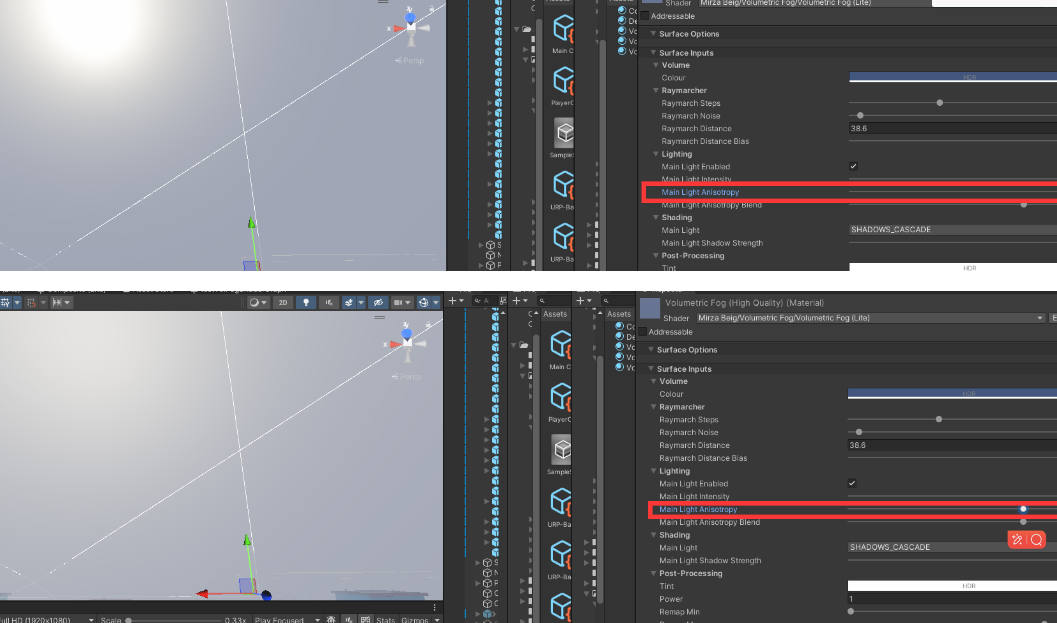 Shader Mirza Beig/Volumetric Fog/Volumetric Fog (Lite)
Addressable
Surface Options
Surface Inputs
Volume
Colour HDR
Raymarcher
Raymarch Steps
Raymarch Noise
Raymarch Distance 38.6
Raymarch Distance Bias
Lighting
Main Light Enabled
Main Light Intensity
Main Light Anisotropy
Main Light Anisotropy Blend
Shading
Main Light SHADOWS_CASCADE
Main Light Shadow Strength
Post-Processing
Tint HDR
Persp
Main C
PlayerC
Sample
URP-Ba
URP-Ba
2D
Assets
Assets
Volumetric Fog (High Quality) (Material)
Shader Mirza Beig/Volumetric Fog/Volumetric Fog (Lite)
Addressable
Surface Options
Surface Inputs
Volume
Colour HDR
Raymarcher
Raymarch Steps
Raymarch Noise
Raymarch Distance 38.6
Raymarch Distance Bias
Lighting
Main Light Enabled
Main Light Intensity
Main Light Anisotropy
Main Light Anisotropy Blend
Shading
Main Light SHADOWS_CASCADE
Main Light Shadow Strength
Post-Processing
Tint HDR
Power 1
Remap Min
Persp
Main C
PlayerC
Sample
URP-Ba
URP-Ba
Full HD (1920x1080) Scale 0.33x Play Focused Stats Gizmos